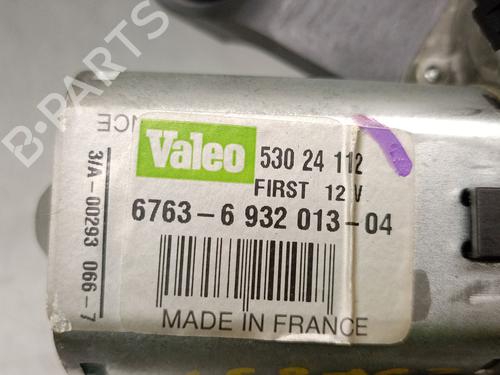 B-PARTS
NCE
Valeo
530 24 112
FIRST 12 V
6763-6 932 013-04
3/A-00293 066-7
MADE IN FRANCE